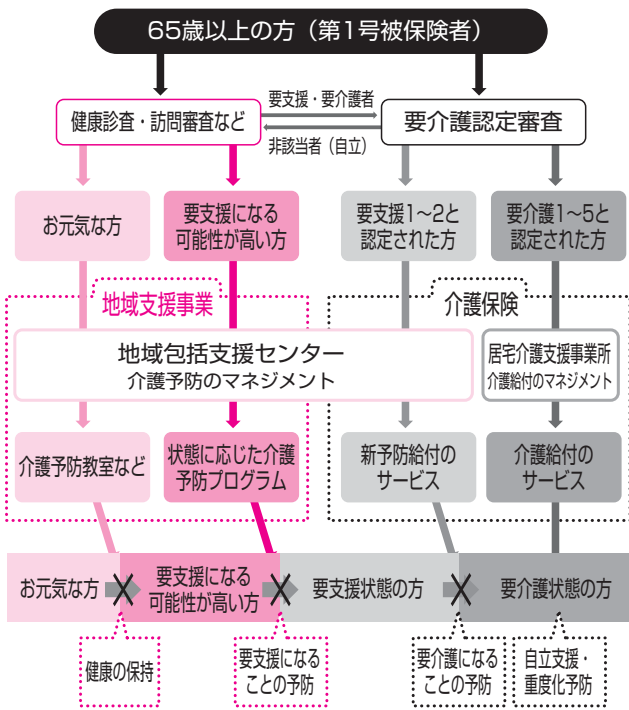 65歳以上の方（第1号被保険者）
健康診査・訪問審査など
要支援・要介護者
非該当者（自立）
要介護認定審査
お元気な方
要支援になる
可能性が高い方
要支援1～2と
認定された方
要介護1～5と
認定された方
地域支援事業
介護保険
地域包括支援センター
介護予防のマネジメント
居宅介護支援事業所
介護給付のマネジメント
介護予防教室など
状態に応じた介護
予防プログラム
新予防給付の
サービス
介護給付の
サービス
お元気な方
要支援になる
可能性が高い方
要支援状態の方
要介護状態の方
健康の保持
要支援になる
ことの予防
要介護になる
ことの予防
自立支援・
重度化予防